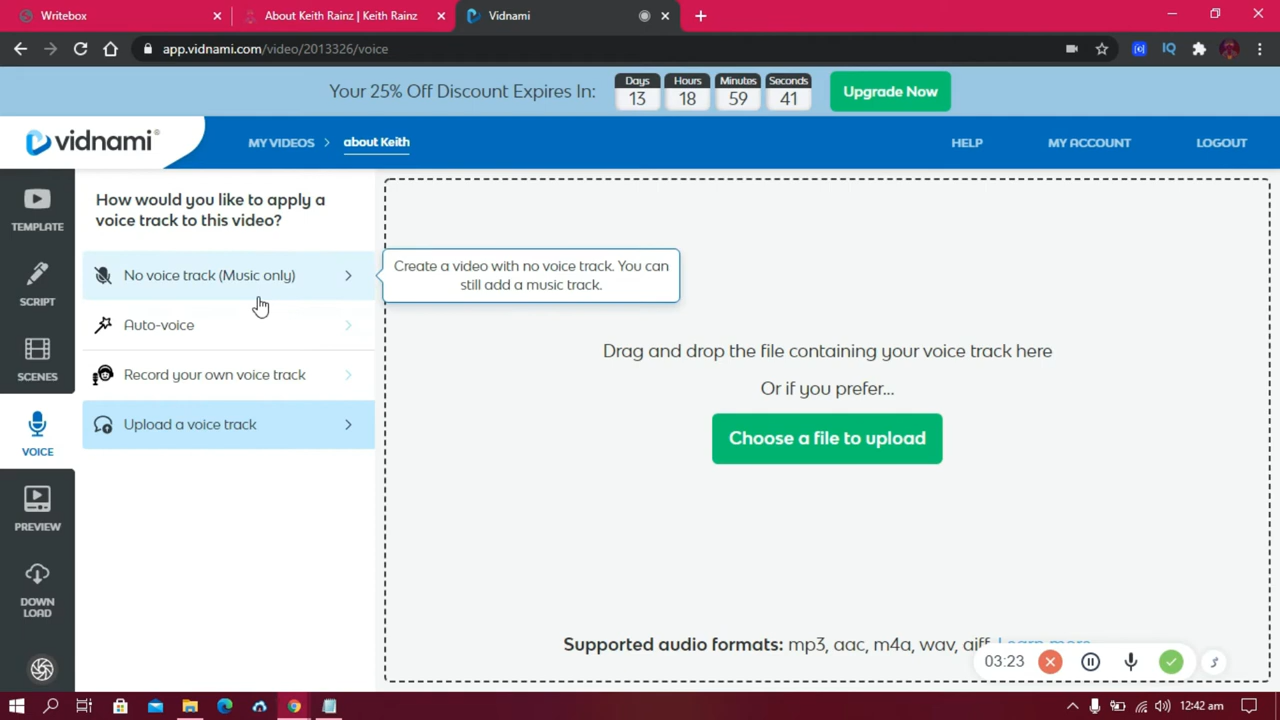 Writebox
About Keith Rainz | Keith Rainz
Vidnami
app.vidnami.com/video/2013326/voice
IQ
Your 25% Off Discount Expires In:
Days
13
Hours
18
Minutes
59
Seconds
41
Upgrade Now
vidnami®
MY VIDEOS
about Keith
HELP
MY ACCOUNT
LOGOUT
TEMPLATE
SCRIPT
SCENES
VOICE
PREVIEW
DOWN
LOAD
How would you like to apply a
voice track to this video?
No voice track (Music only)
Auto-voice
Record your own voice track
Upload a voice track
Create a video with no voice track. You can
still add a music track.
Drag and drop the file containing your voice track here
Or if you prefer...
Choose a file to upload
Supported audio formats: mp3, aac, m4a, wav, aiff. Learn more
03:23
12:42 am